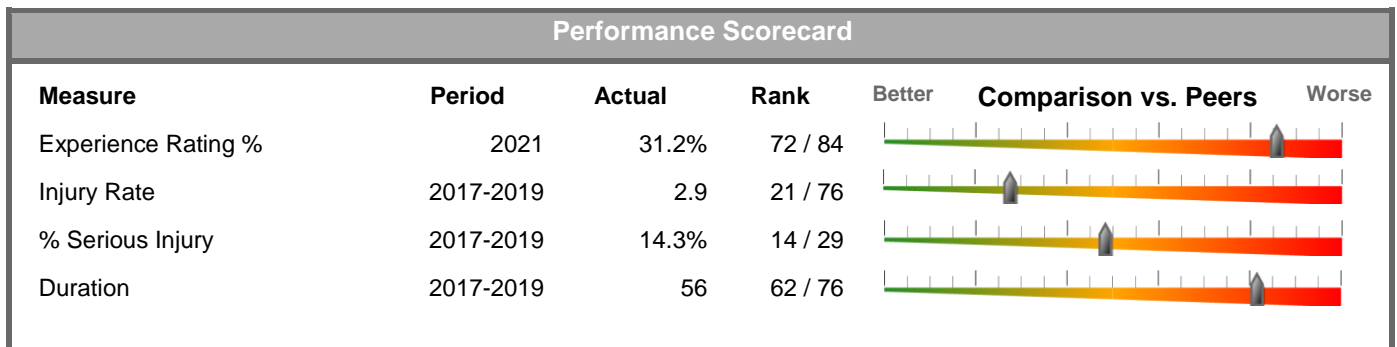 Performance Scorecard
Measure Period Actual Rank Better Comparison vs. Peers Worse
Experience Rating % 2021 31.2% 72 / 84
Injury Rate 2017-2019 2.9 21 / 76
% Serious Injury 2017-2019 14.3% 14 / 29
Duration 2017-2019 56 62 / 76